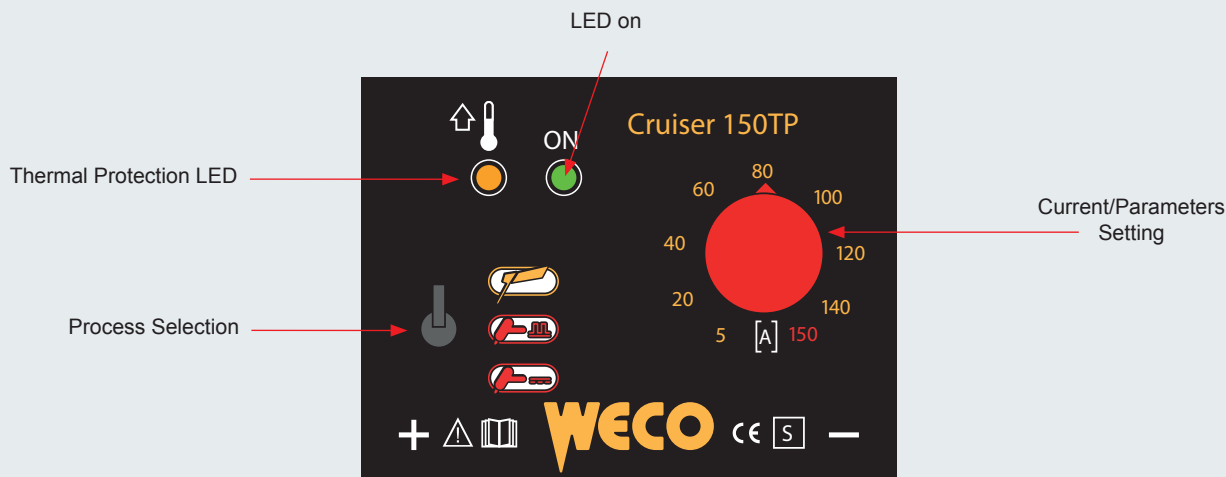 LED on
ON
Cruiser 150TP
Thermal Protection LED
80
60
100
Current/Parameters
Setting
40
120
20
140
Process Selection
5
[A]
150
+
WECO
CE
S
−